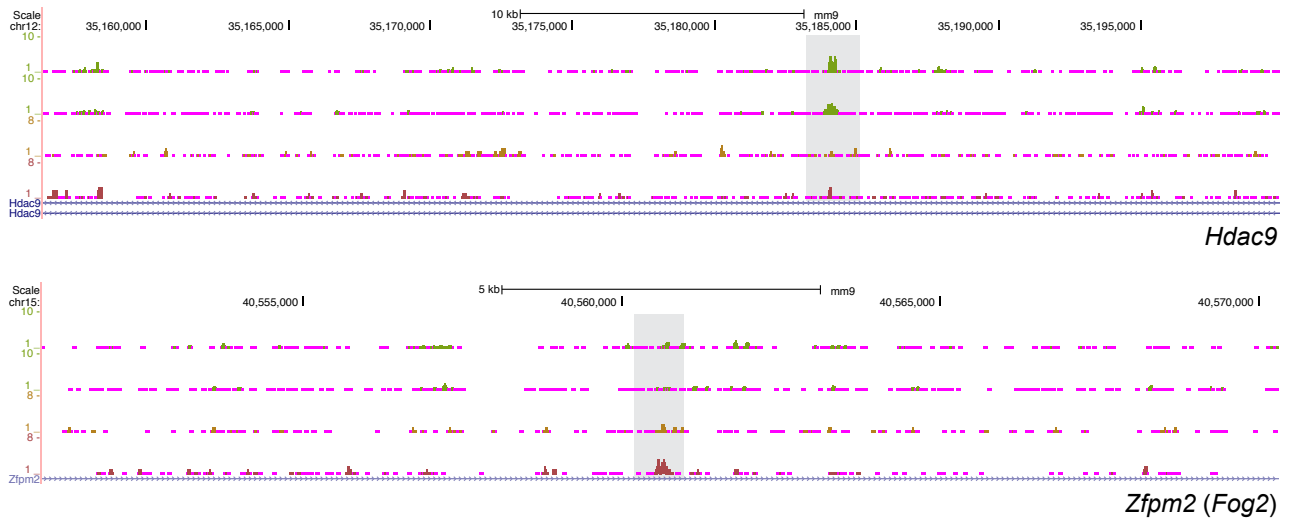 Scale 10 kb mm9
chr12: 35,160,000 35,165,000 35,170,000 35,175,000 35,180,000 35,185,000 35,190,000 35,195,000
10 -
1
10 -
1
8 -
1
8 -
1
Hdac9
Hdac9
Hdac9
Scale 5 kb mm9
chr15: 40,555,000 40,560,000 40,565,000 40,570,000
10 -
1
10 -
1
8 -
1
8 -
1
Zfpm2
Zfpm2 (Fog2)